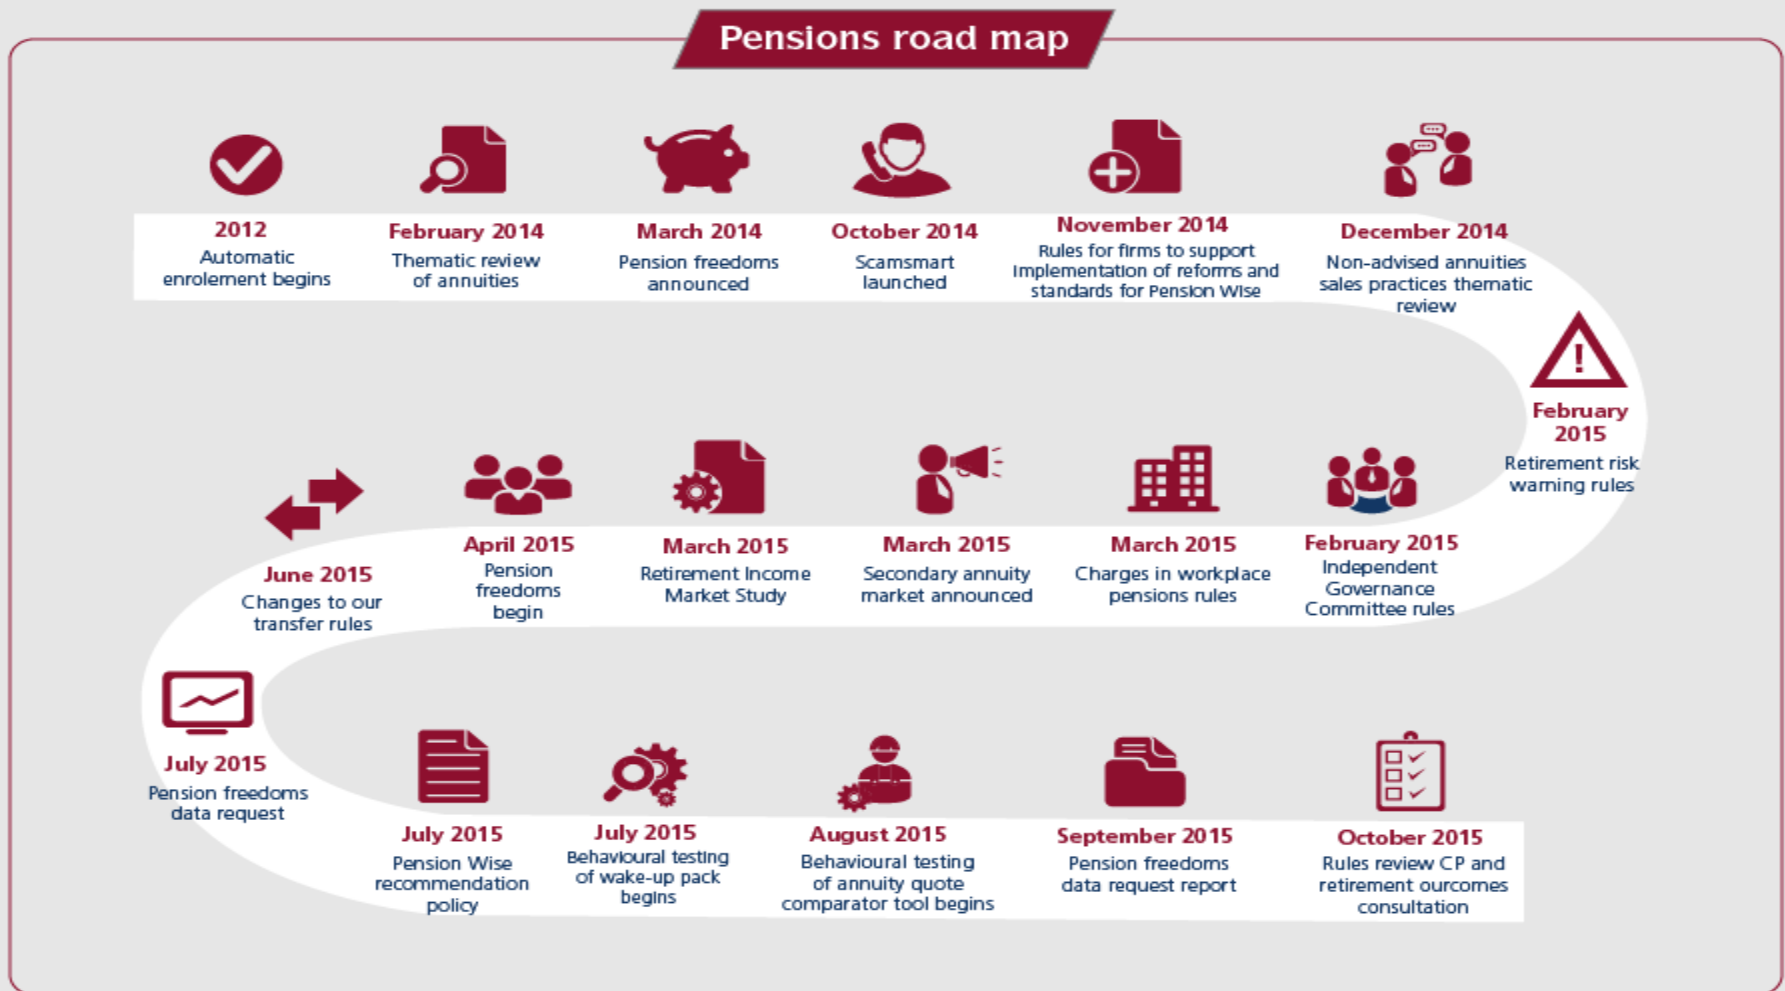 Pensions road map
2012
Automatic
enrolement begins
February 2014
Thematic review
of annuities
March 2014
Pension freedoms
announced
October 2014
Scamsmart
launched
November 2014
Rules for firms to support
implementation of reforms and
standards for Pension Wise
December 2014
Non-advised annuities
sales practices thematic
review
February
2015
Retirement risk
warning rules
February 2015
Independent
Governance
Committee rules
March 2015
Charges in workplace
pensions rules
March 2015
Secondary annuity
market announced
March 2015
Retirement Income
Market Study
April 2015
Pension
freedoms
begin
June 2015
Changes to our
transfer rules
July 2015
Pension freedoms
data request
July 2015
Pension Wise
recommendation
policy
July 2015
Behavioural testing
of wake-up pack
begins
August 2015
Behavioural testing
of annuity quote
comparator tool begins
September 2015
Pension freedoms
data request report
October 2015
Rules review CP and
retirement ourcomes
consultation